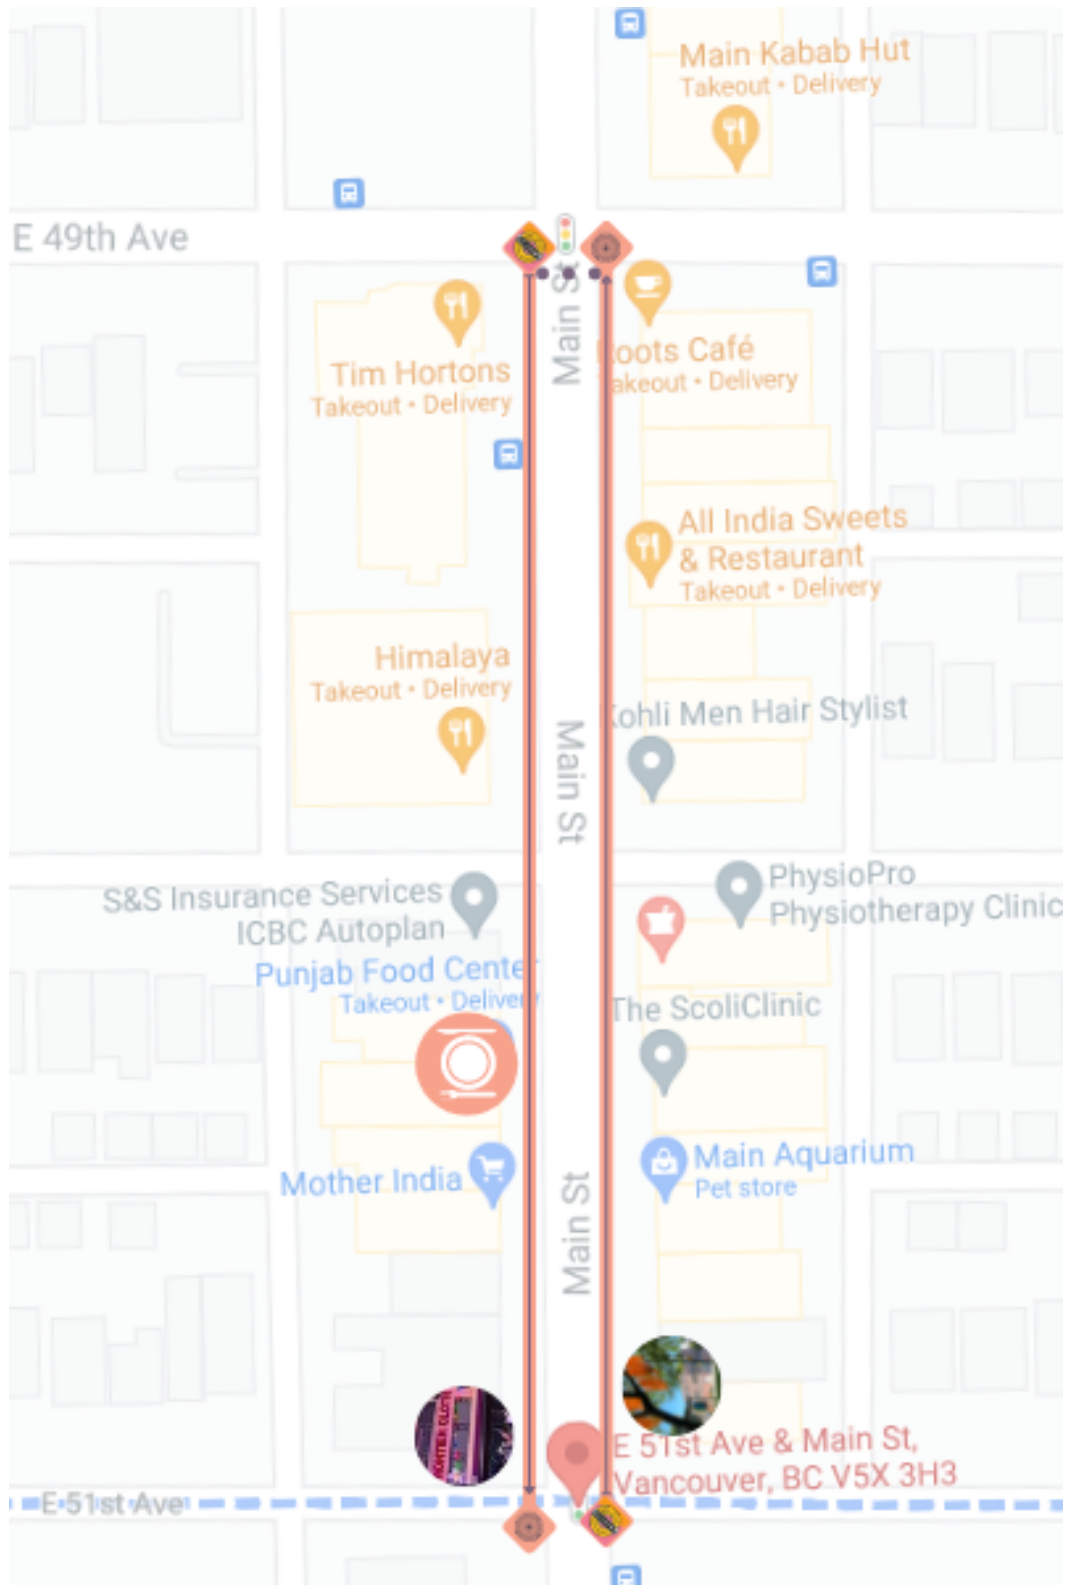 Main Kabab Hut
Takeout • Delivery
E 49th Ave
Main St
Tim Hortons
Takeout • Delivery
oots Café
akeout • Delivery
All India Sweets
& Restaurant
Takeout • Delivery
Himalaya
Takeout • Delivery
Kohli Men Hair Stylist
Main St
S&S Insurance Services
ICBC Autoplan
PhysioPro
Physiotherapy Clinic
Punjab Food Center
Takeout • Delivery
The ScoliClinic
Mother India
Main Aquarium
Pet store
Main St
E 51st Ave & Main St,
Vancouver, BC V5X 3H3
E 51st Ave